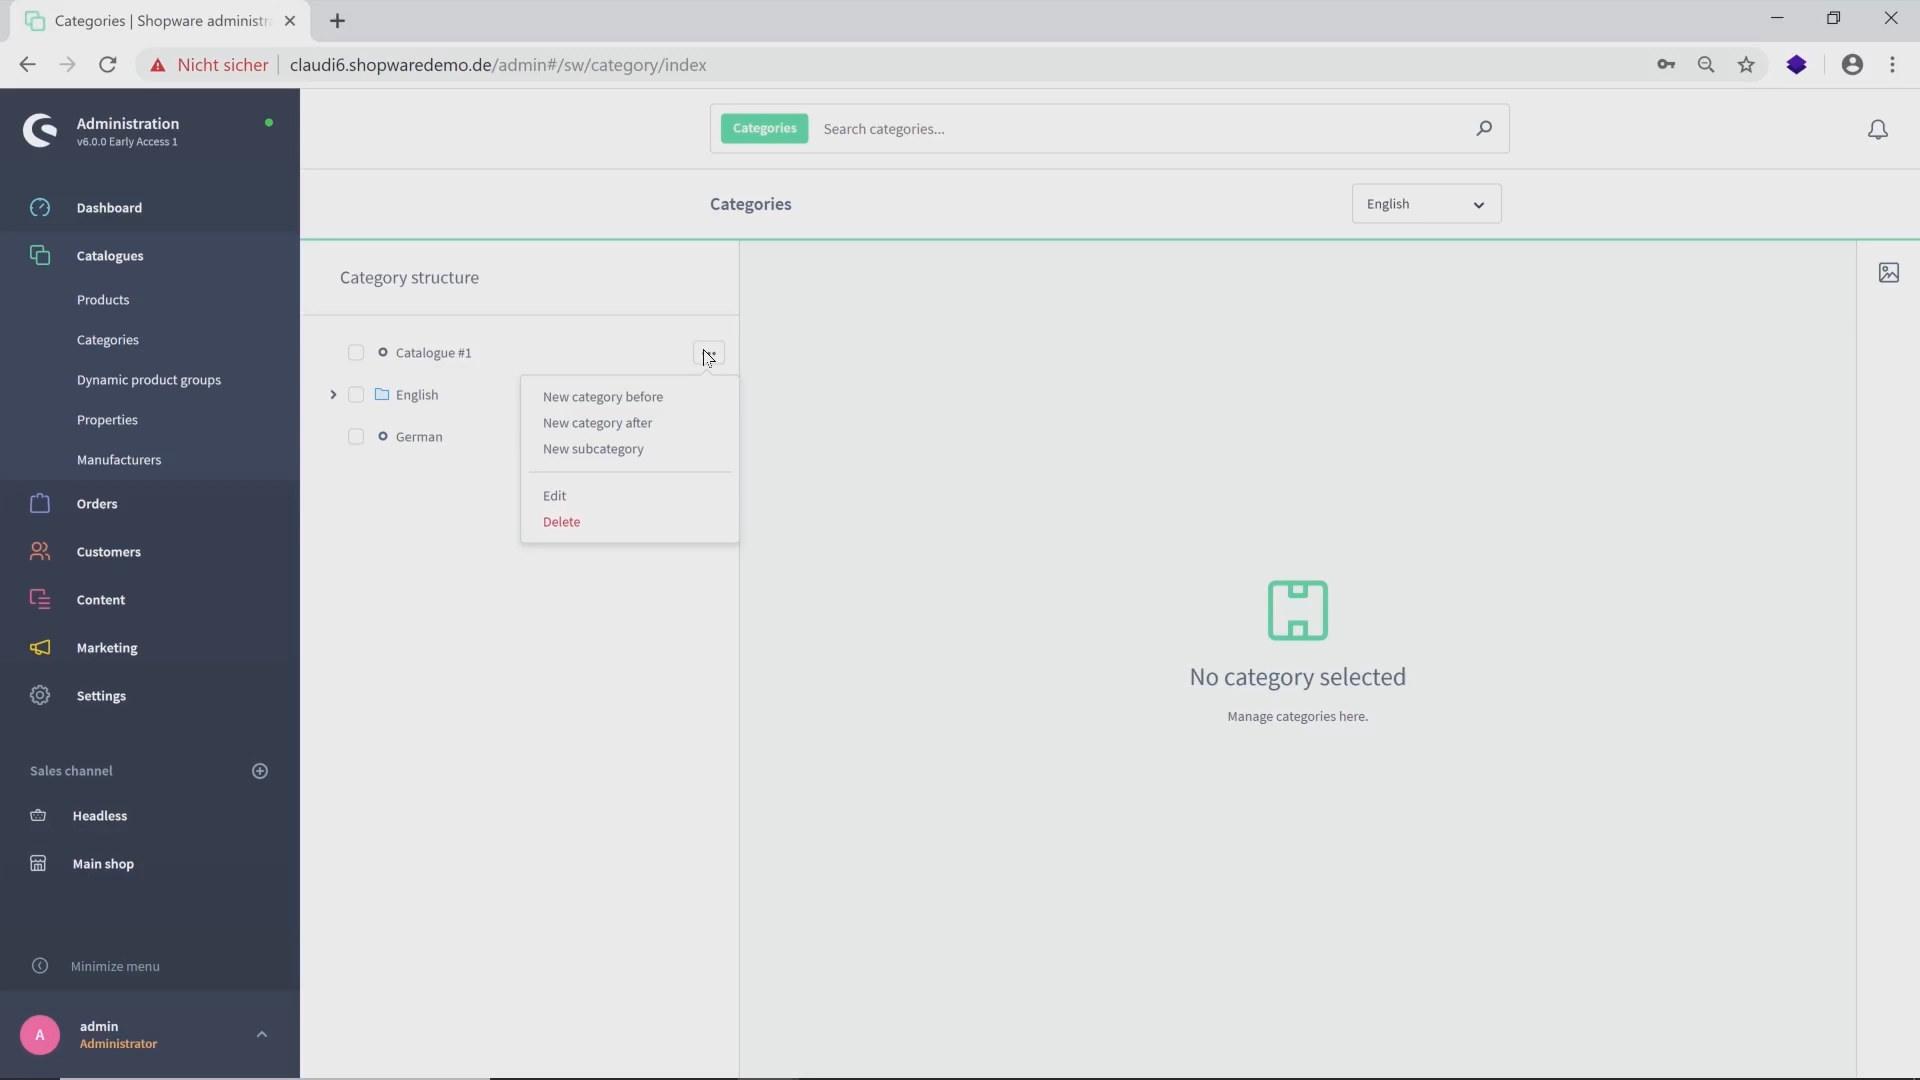 Categories | Shopware administr
Nicht sicher
claudi6.shopwaredemo.de/admin#/sw/category/index
Administration
v6.0.0 Early Access 1
Categories
Search categories...
Dashboard
Categories
English
Catalogues
Products
Categories
Dynamic product groups
Properties
Manufacturers
Orders
Customers
Content
Marketing
Settings
Sales channel
Headless
Main shop
Minimize menu
A
admin
Administrator
Category structure
Catalogue #1
English
German
New category before
New category after
New subcategory
Edit
Delete
No category selected
Manage categories here.